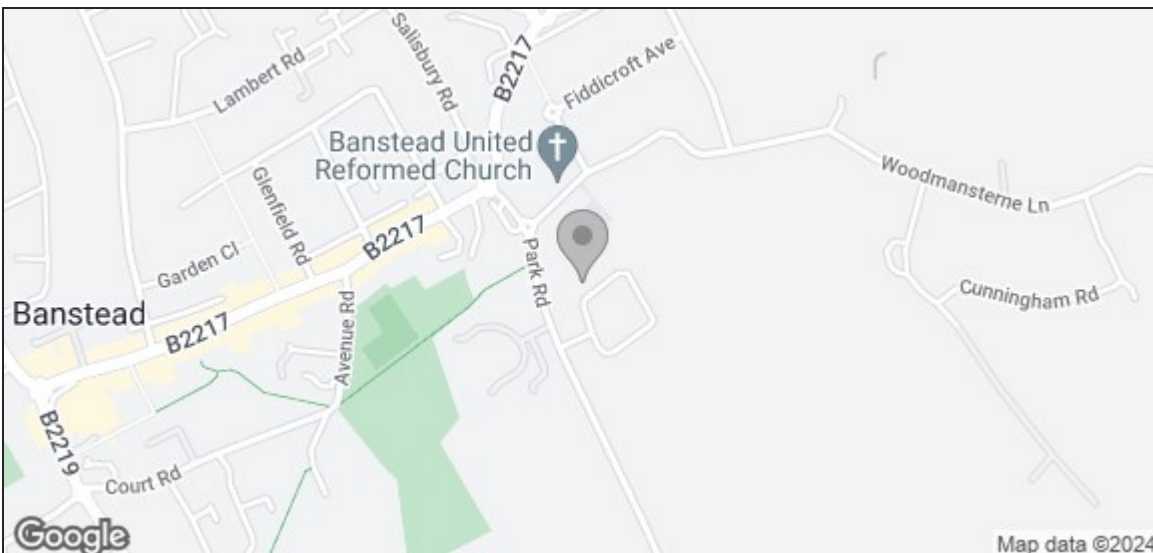 B2217
Fiddicroft Ave
Salisbury Rd
Lambert Rd
Banstead United
Reformed Church
Woodmansterne Ln
Glenfield Rd
B2217
Garden Cl
Park Rd
Cunningham Rd
Banstead
B2217
Avenue Rd
B2219
Court Rd
Google
Map data ©2024